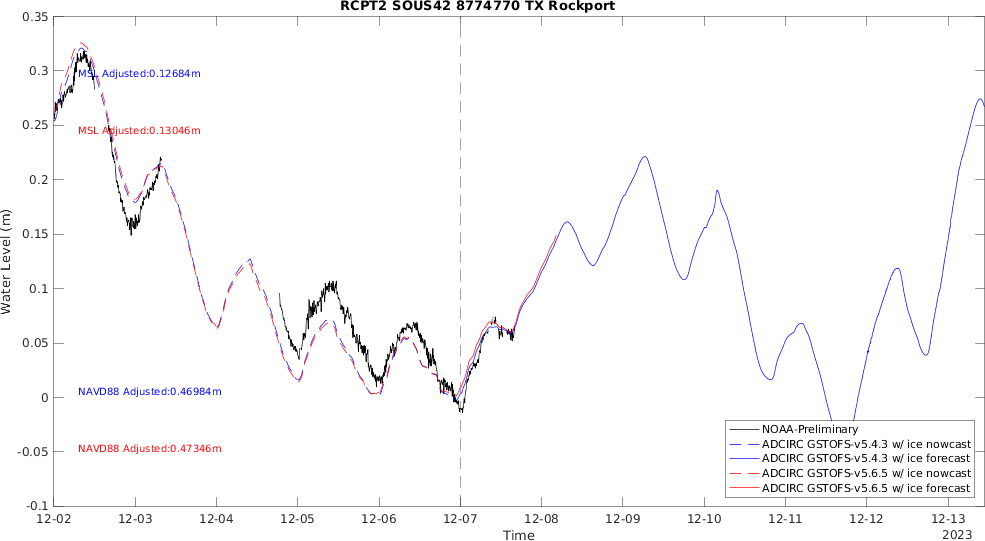 RCPT2 SOUS42 8774770 TX Rockport
0.35
0.3
0.25
0.2
0.15
0.1
0.05
0
-0.05
-0.1
Water Level (m)
MSL Adjusted:0.12684m
MSL Adjusted:0.13046m
NAVD88 Adjusted:0.46984m
NAVD88 Adjusted:0.47346m
NOAA-Preliminary
ADCIRC GSTOFS-v5.4.3 w/ ice nowcast
ADCIRC GSTOFS-v5.4.3 w/ ice forecast
ADCIRC GSTOFS-v5.6.5 w/ ice nowcast
ADCIRC GSTOFS-v5.6.5 w/ ice forecast
12-02 12-03 12-04 12-05 12-06 12-07 12-08 12-09 12-10 12-11 12-12 12-13
Time
2023